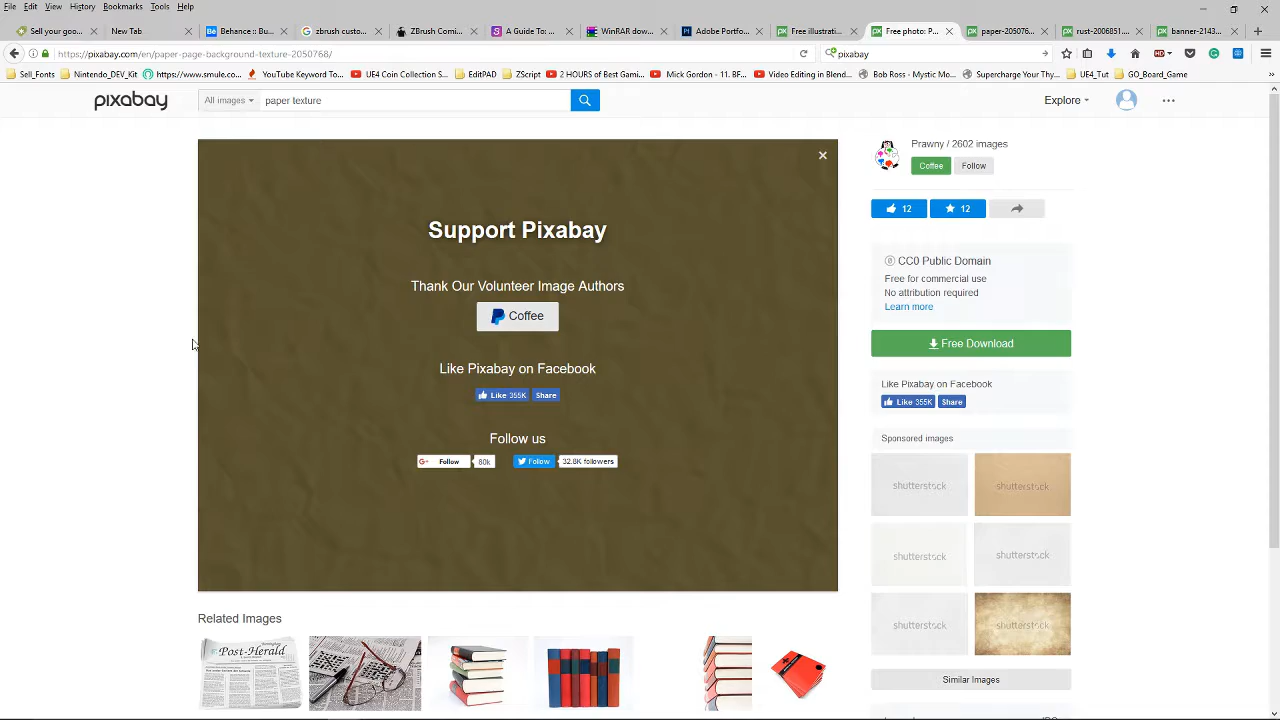 File Edit View History Bookmarks Tools Help
Sell your s
New Tab
Behance :: B
zbrush custo
ZBrush Com
A Guide to
WinRAR dow
Adobe Portfo
Free illustrati
Free photo: P
paper-205076
rust-2006851
banner-2143
https://pixabay.com/en/paper-page-background-texture-2050768/
pixabay
Sell_Fonts
Nintendo_DEV_Kit
https://www.smule.c
YouTube Keyword To
UE4 Coin Collection S
EditPAD
ZScript
2 HOURS of Best Gami
Mick Gordon - 11. BF
Video Editing in Blend
Bob Ross - Mystic Mo
Supercharge Your Thy
UE4_Tut
GO_Board_Game
pixabay
All images
paper texture
Explore
Support Pixabay
Thank Our Volunteer Image Authors
Coffee
Like Pixabay on Facebook
Like 355K Share
Follow us
G+ Follow 80k
Follow 32.8K followers
Prawny / 2602 images
Coffee Follow
12 12
CC0 Public Domain
Free for commercial use
No attribution required
Learn more
Free Download
Like Pixabay on Facebook
Like 355K Share
Sponsored images
shutterstock
shutterstock
shutterstock
shutterstock
shutterstock
shutterstock
Similar Images
Related Images
Post-Herald